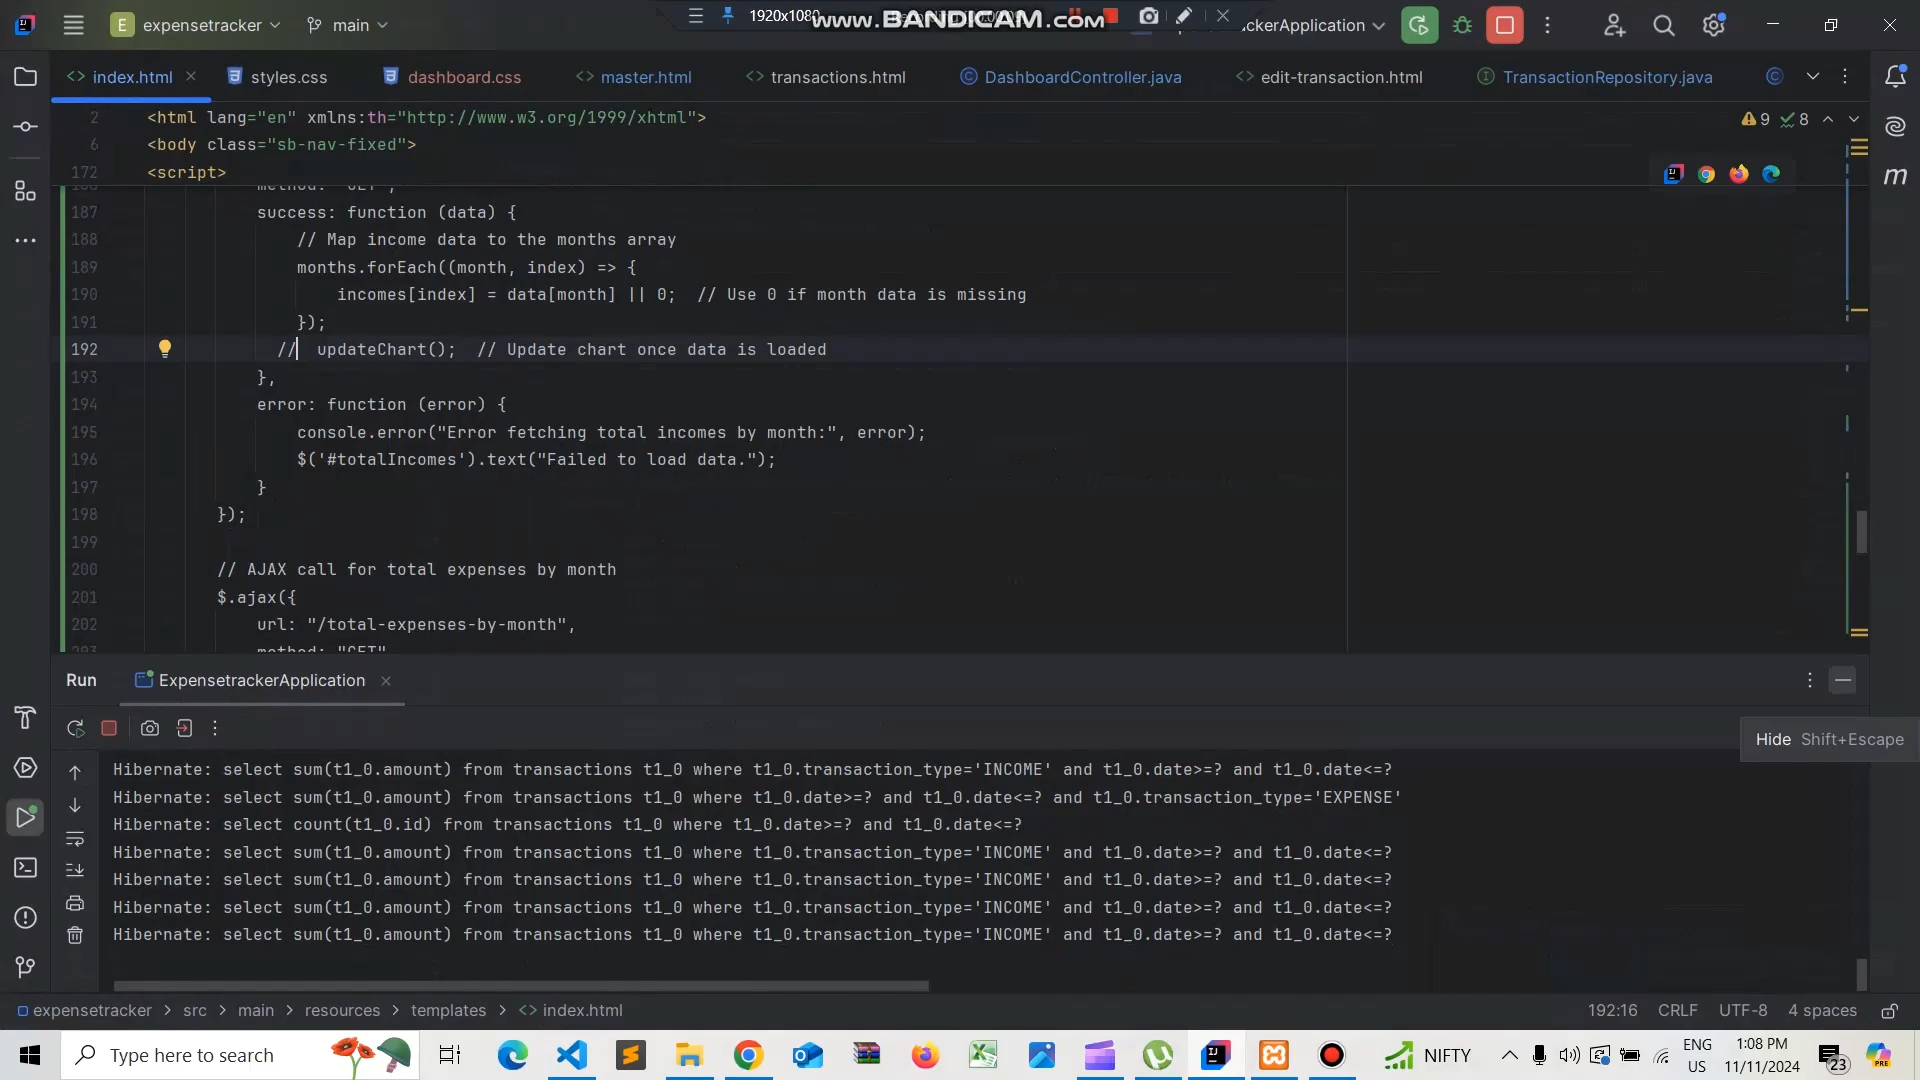 expensetracker
main
1920x1080
www.BANDICAM.com
ckerApplication
index.html
styles.css
dashboard.css
master.html
transactions.html
DashboardController.java
edit-transaction.html
TransactionRepository.java
2 <html lang="en" xmlns:th="http://www.w3.org/1999/xhtml">
9 8
6 <body class="sb-nav-fixed">
172 <script>
187 success: function (data) {
188 // Map income data to the months array
189 months.forEach((month, index) => {
190 incomes[index] = data[month] || 0; // Use 0 if month data is missing
191 });
192 // updateChart(); // Update chart once data is loaded
193 },
194 error: function (error) {
195 console.error("Error fetching total incomes by month:", error);
196 $('#totalIncomes').text("Failed to load data.");
197 }
198 });
199
200 // AJAX call for total expenses by month
201 $.ajax({
202 url: "/total-expenses-by-month",
203 method: "GET"
Run ExpensetrackerApplication
Hide Shift+Escape
Hibernate: select sum(t1_0.amount) from transactions t1_0 where t1_0.transaction_type='INCOME' and t1_0.date>=? and t1_0.date<=?
Hibernate: select sum(t1_0.amount) from transactions t1_0 where t1_0.date>=? and t1_0.date<=? and t1_0.transaction_type='EXPENSE'
Hibernate: select count(t1_0.id) from transactions t1_0 where t1_0.date>=? and t1_0.date<=?
Hibernate: select sum(t1_0.amount) from transactions t1_0 where t1_0.transaction_type='INCOME' and t1_0.date>=? and t1_0.date<=?
Hibernate: select sum(t1_0.amount) from transactions t1_0 where t1_0.transaction_type='INCOME' and t1_0.date>=? and t1_0.date<=?
Hibernate: select sum(t1_0.amount) from transactions t1_0 where t1_0.transaction_type='INCOME' and t1_0.date>=? and t1_0.date<=?
Hibernate: select sum(t1_0.amount) from transactions t1_0 where t1_0.transaction_type='INCOME' and t1_0.date>=? and t1_0.date<=?
expensetracker > src > main > resources > templates > index.html
192:16 CRLF UTF-8 4 spaces
Type here to search
NIFTY
ENG
US
1:08 PM
11/11/2024
23